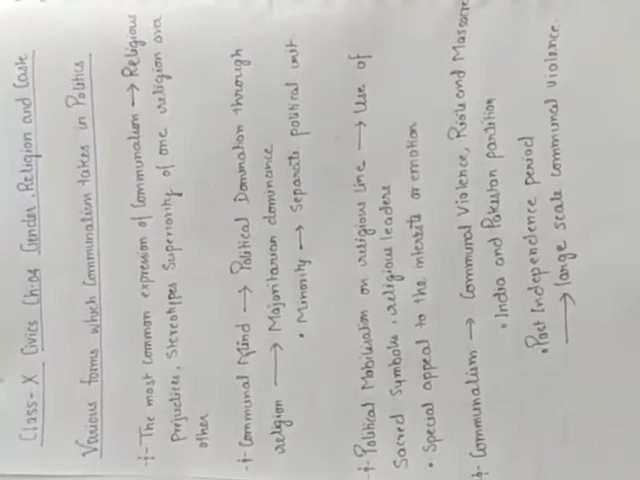 Class-X Civics Ch-04 Gender, Religion and Caste
Various forms which Communalism takes in Politics
-|- The most common expression of Communalism → Religious
Prejudices, Stereotypes Superiority of one religion over
other
-|- Communal Mind → Political Domination through
religion → Majoritarian dominance
• Minority → Separate political unit.
-|- Political Mobilisation on religious line → Use of
Sacred Symbols, religious leaders
• Special appeal to the interests or emotion
-|- Communalism → Communal Violence, Riots and Massacre
• India and Pakistan partition
• Post Independence period
→ large scale communal violence.